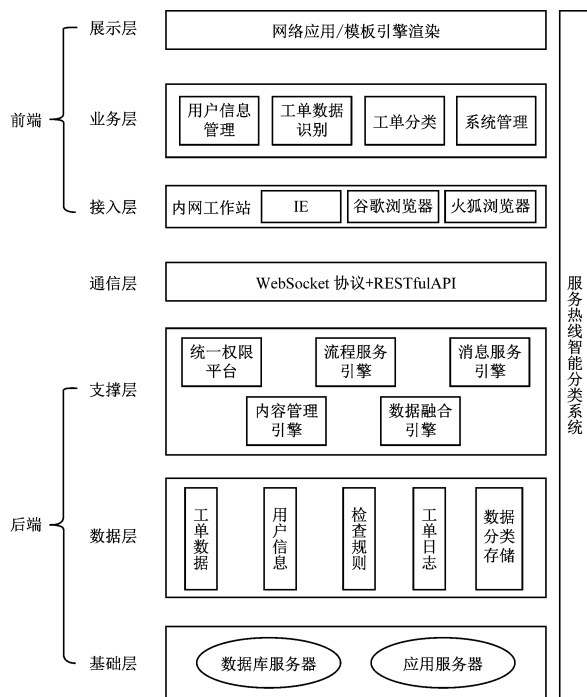 展示层
网络应用/模板引擎渲染
前端
业务层
用户信息
管理
工单数据
识别
工单分类
系统管理
接入层
内网工作站
IE
谷歌浏览器
火狐浏览器
通信层
WebSocket 协议+RESTfulAPI
服务热线智能分类系统
支撑层
统一权限
平台
流程服务
引擎
消息服务
引擎
内容管理
引擎
数据融合
引擎
后端
数据层
工单数据
用户信息
检查规则
工单日志
数据
分类
存储
基础层
数据库服务器
应用服务器